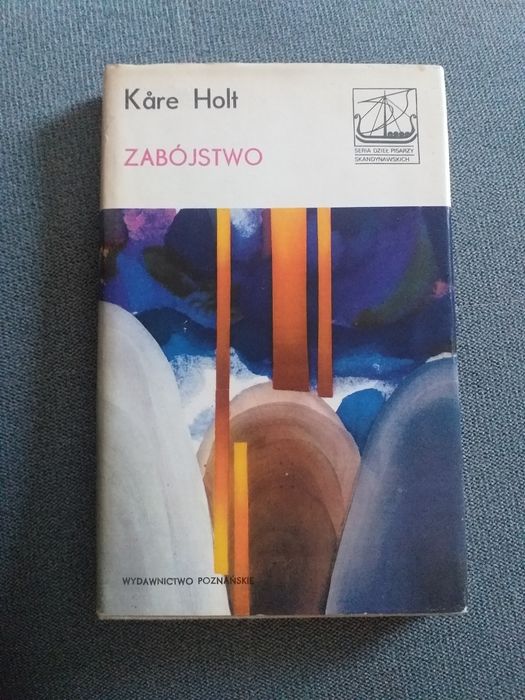 Kåre Holt
ZABÓJSTWO
SERIA DZIEŁ PISARZY
SKANDYNAWSKICH
WYDAWNICTWO POZNAŃSKIE